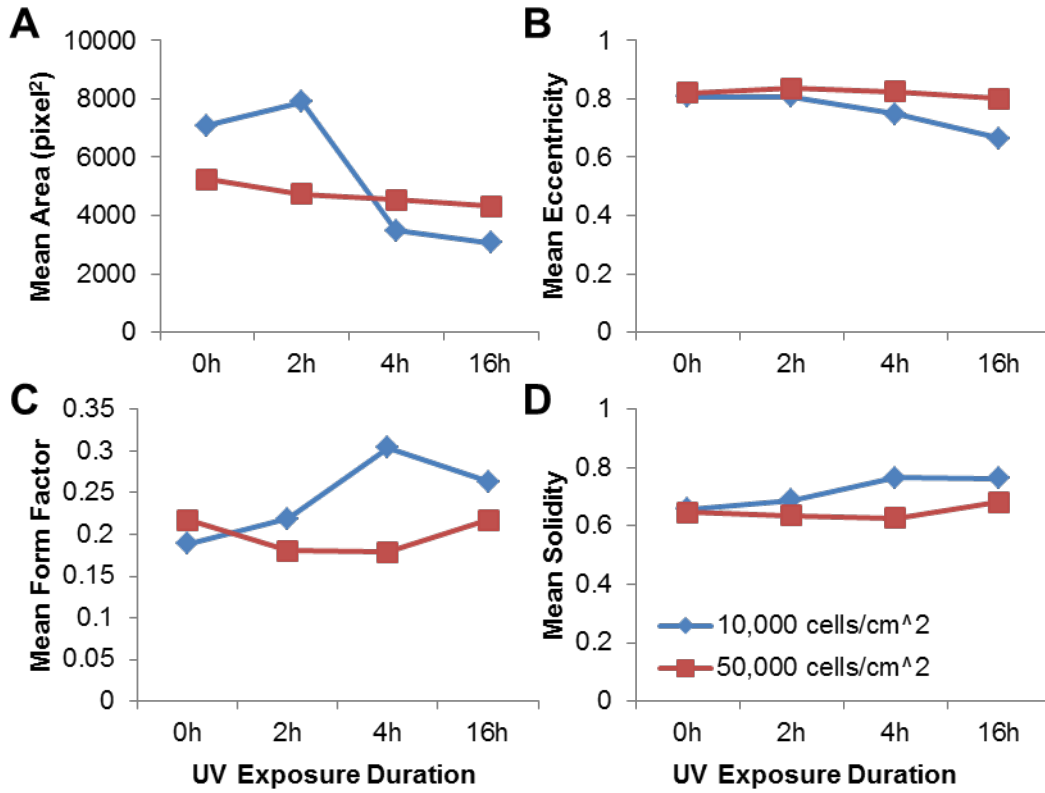 A
Mean Area (pixel²)
10000
8000
6000
4000
2000
0
0h 2h 4h 16h
B
Mean Eccentricity
1
0.8
0.6
0.4
0.2
0
0h 2h 4h 16h
C
Mean Form Factor
0.35
0.3
0.25
0.2
0.15
0.1
0.05
0
0h 2h 4h 16h
UV Exposure Duration
D
Mean Solidity
1
0.8
0.6
0.4
0.2
0
10,000 cells/cm^2
50,000 cells/cm^2
0h 2h 4h 16h
UV Exposure Duration